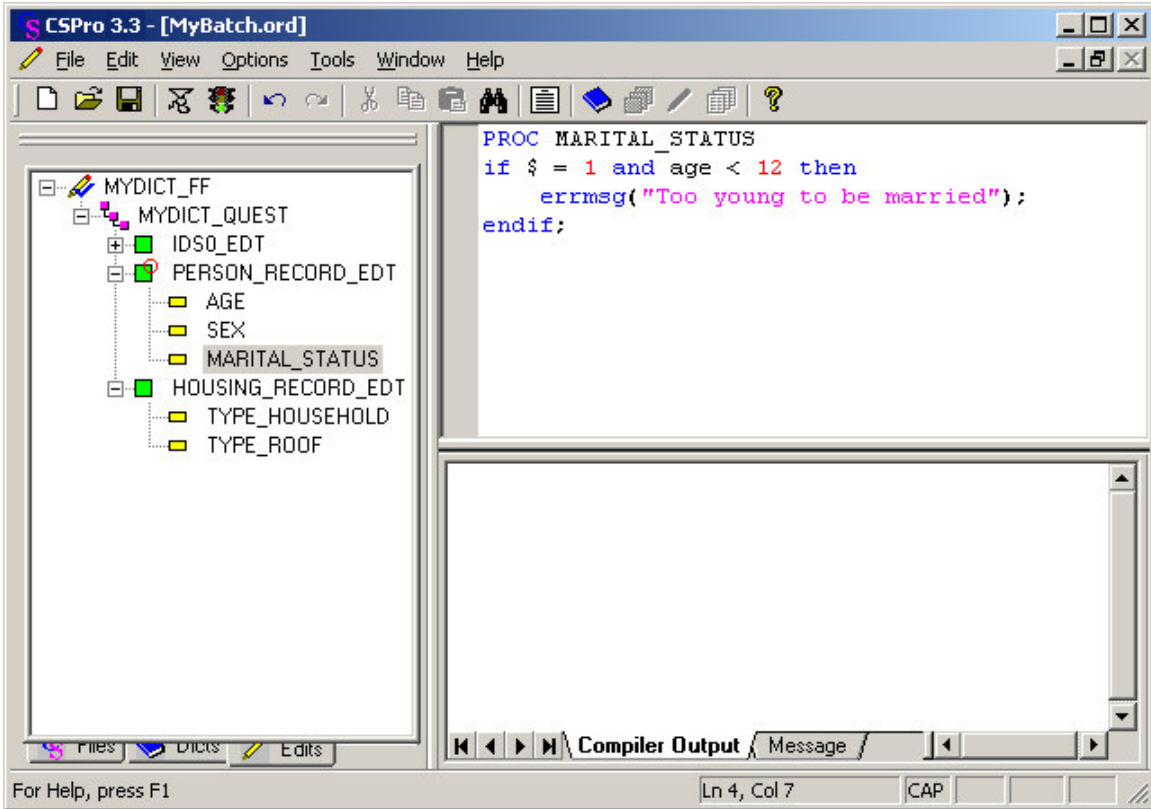 CSPro 3.3 - [MyBatch.ord]
File Edit View Options Tools Window Help
MYDICT_FF
MYDICT_QUEST
IDS0_EDT
PERSON_RECORD_EDT
AGE
SEX
MARITAL_STATUS
HOUSING_RECORD_EDT
TYPE_HOUSEHOLD
TYPE_ROOF
Files Dicts Edits
PROC MARITAL_STATUS
if $ = 1 and age < 12 then
errmsg("Too young to be married");
endif;
Compiler Output Message
For Help, press F1 Ln 4, Col 7 CAP